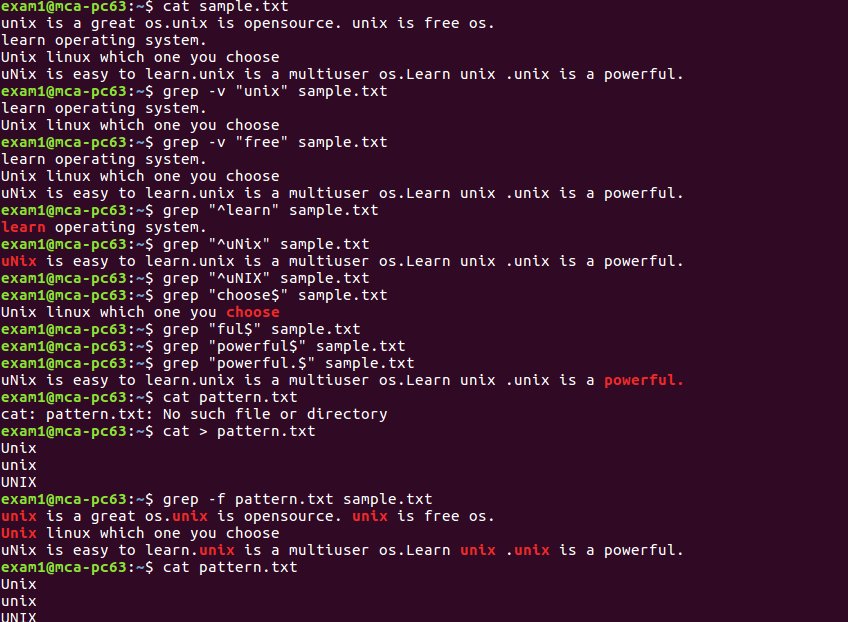 exam1@mca-pc63:~$ cat sample.txt
unix is a great os.unix is opensource. unix is free os.
learn operating system.
Unix linux which one you choose
uNix is easy to learn.unix is a multiuser os.Learn unix .unix is a powerful.
exam1@mca-pc63:~$ grep -v "unix" sample.txt
learn operating system.
Unix linux which one you choose
exam1@mca-pc63:~$ grep -v "free" sample.txt
learn operating system.
Unix linux which one you choose
uNix is easy to learn.unix is a multiuser os.Learn unix .unix is a powerful.
exam1@mca-pc63:~$ grep "^learn" sample.txt
learn operating system.
exam1@mca-pc63:~$ grep "^uNix" sample.txt
uNix is easy to learn.unix is a multiuser os.Learn unix .unix is a powerful.
exam1@mca-pc63:~$ grep "^uNIX" sample.txt
exam1@mca-pc63:~$ grep "choose$" sample.txt
Unix linux which one you choose
exam1@mca-pc63:~$ grep "ful$" sample.txt
exam1@mca-pc63:~$ grep "powerful$" sample.txt
exam1@mca-pc63:~$ grep "powerful.$" sample.txt
uNix is easy to learn.unix is a multiuser os.Learn unix .unix is a powerful.
exam1@mca-pc63:~$ cat pattern.txt
cat: pattern.txt: No such file or directory
exam1@mca-pc63:~$ cat > pattern.txt
Unix
unix
UNIX
exam1@mca-pc63:~$ grep -f pattern.txt sample.txt
unix is a great os.unix is opensource. unix is free os.
Unix linux which one you choose
uNix is easy to learn.unix is a multiuser os.Learn unix .unix is a powerful.
exam1@mca-pc63:~$ cat pattern.txt
Unix
unix
UNIX